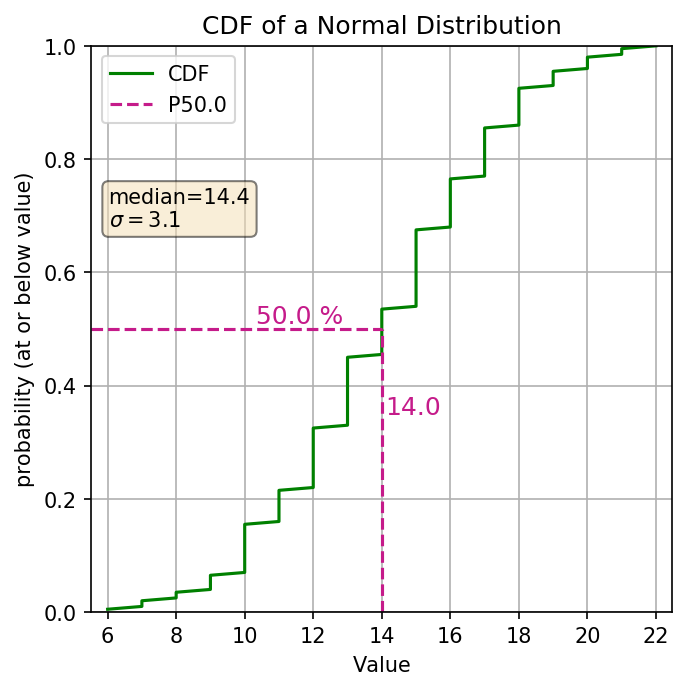 CDF of a Normal Distribution
CDF
P50.0
median=14.4
σ = 3.1
50.0 %
14.0
probability (at or below value)
1.0
0.8
0.6
0.4
0.2
0.0
6 8 10 12 14 16 18 20 22
Value